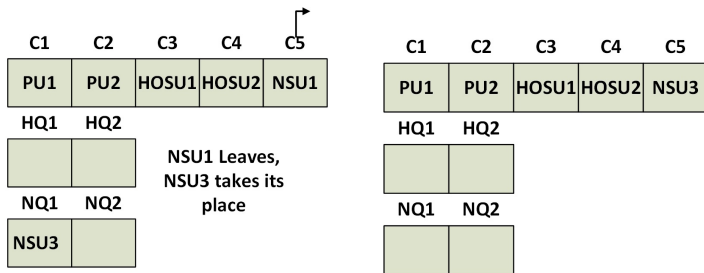 C1 C2 C3 C4 C5
PU1 PU2 HOSU1 HOSU2 NSU1
HQ1 HQ2
NSU1 Leaves,
NSU3 takes its
place
NQ1 NQ2
NSU3
C1 C2 C3 C4 C5
PU1 PU2 HOSU1 HOSU2 NSU3
HQ1 HQ2
NQ1 NQ2